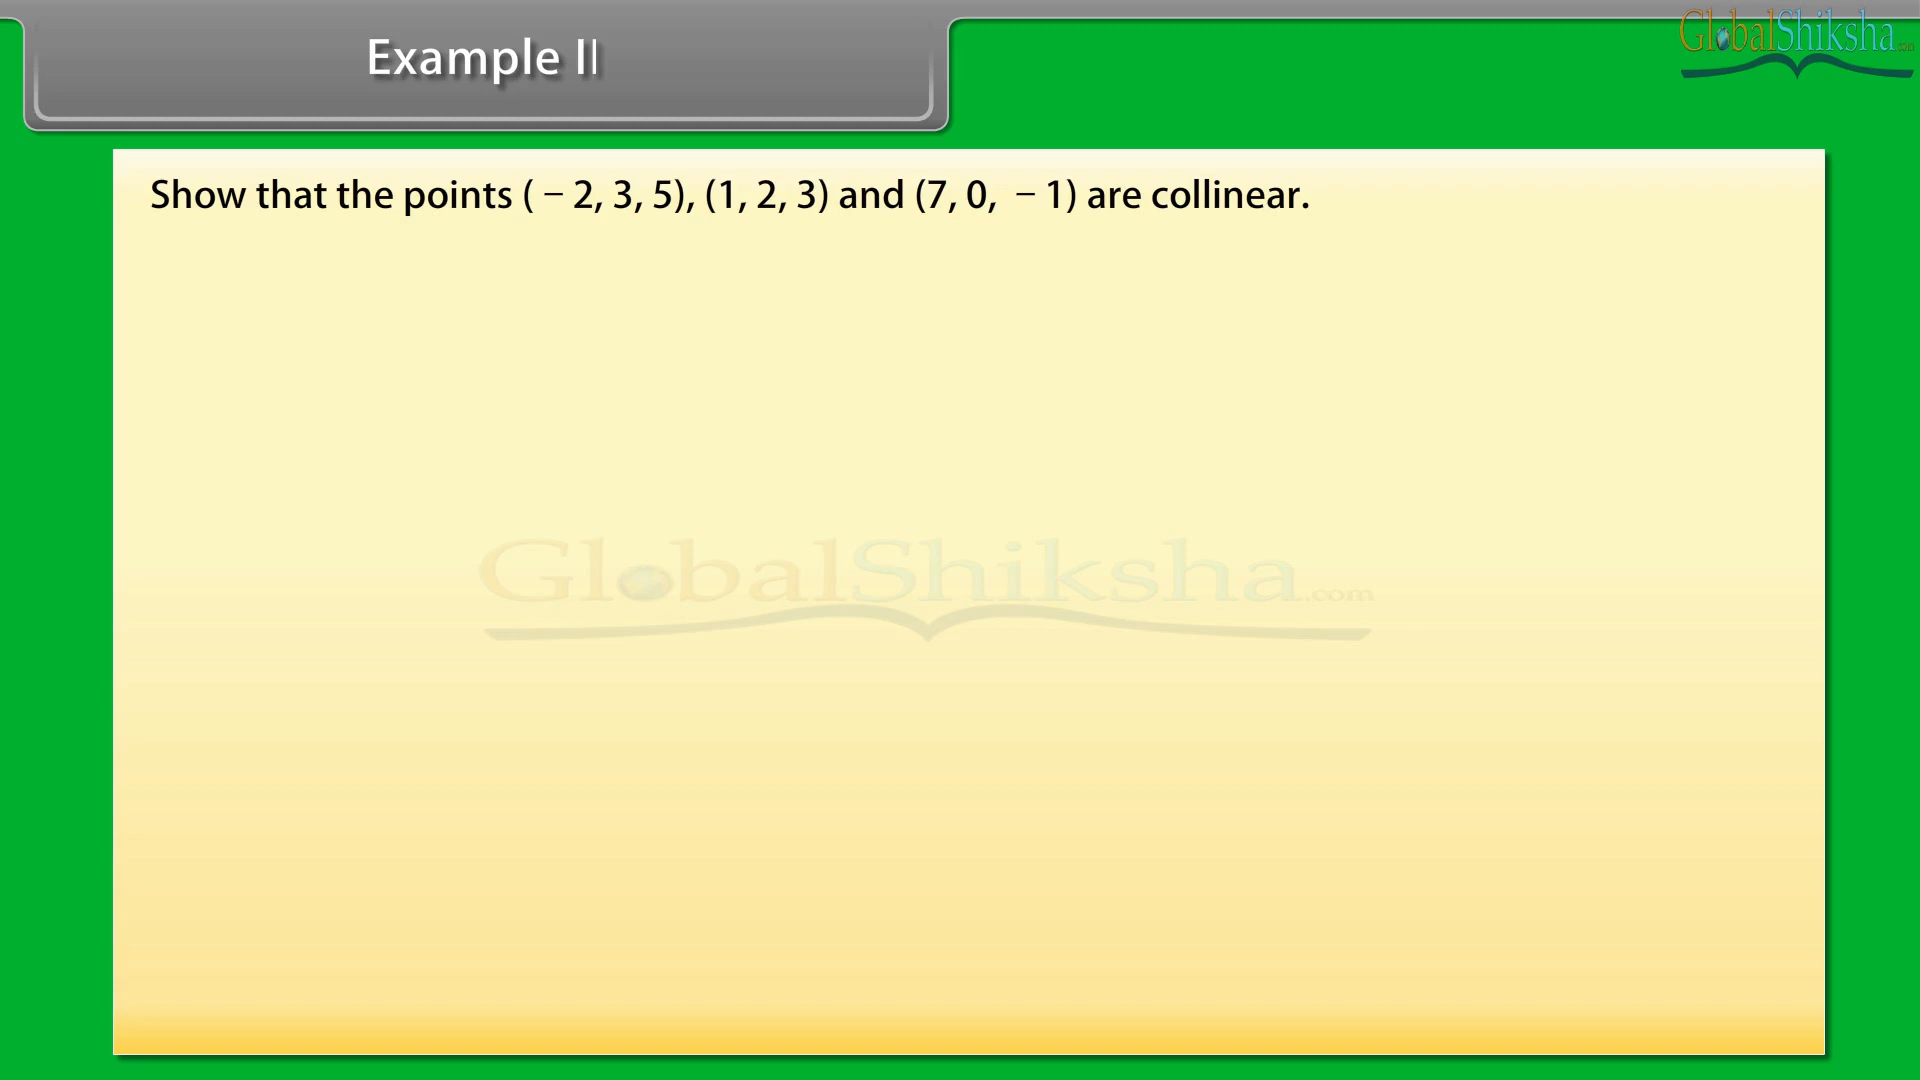 Example II
GlobalShiksha.com
Show that the points ( − 2, 3, 5), (1, 2, 3) and (7, 0, − 1) are collinear.
GlobalShiksha.com